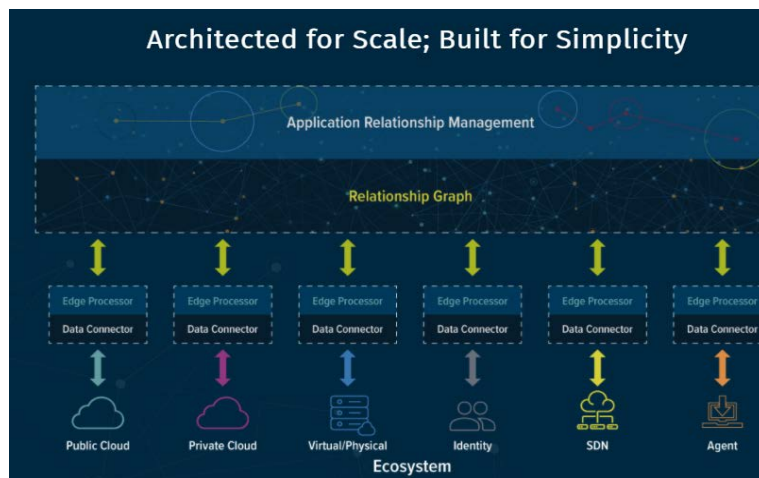 Architected for Scale; Built for Simplicity
Application Relationship Management
Relationship Graph
Edge Processor Edge Processor Edge Processor Edge Processor Edge Processor Edge Processor
Data Connector Data Connector Data Connector Data Connector Data Connector Data Connector
Public Cloud Private Cloud Virtual/Physical Identity SDN Agent
Ecosystem